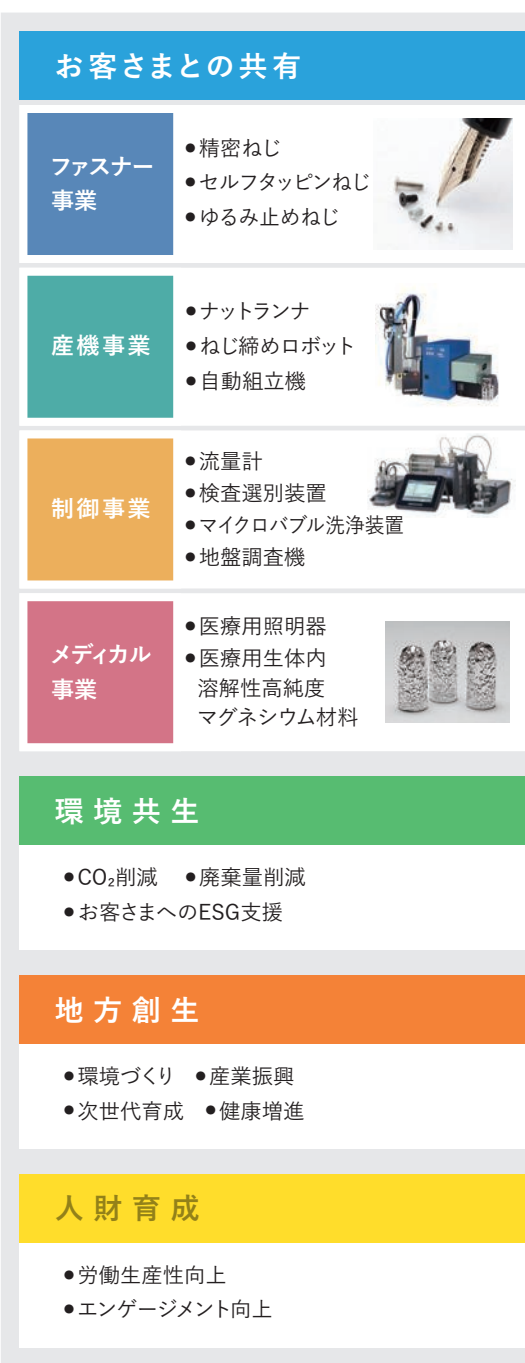 お客さまとの共有
ファスナー
事業
●精密ねじ
●セルフタッピンねじ
●ゆるみ止めねじ
産機事業
●ナットランナ
●ねじ締めロボット
●自動組立機
制御事業
●流量計
●検査選別装置
●マイクロバブル洗浄装置
●地盤調査機
メディカル
事業
●医療用照明器
●医療用生体内
溶解性高純度
マグネシウム材料
環境共生
●CO₂削減 ●廃棄量削減
●お客さまへのESG支援
地方創生
●環境づくり ●産業振興
●次世代育成 ●健康増進
人財育成
●労働生産性向上
●エンゲージメント向上